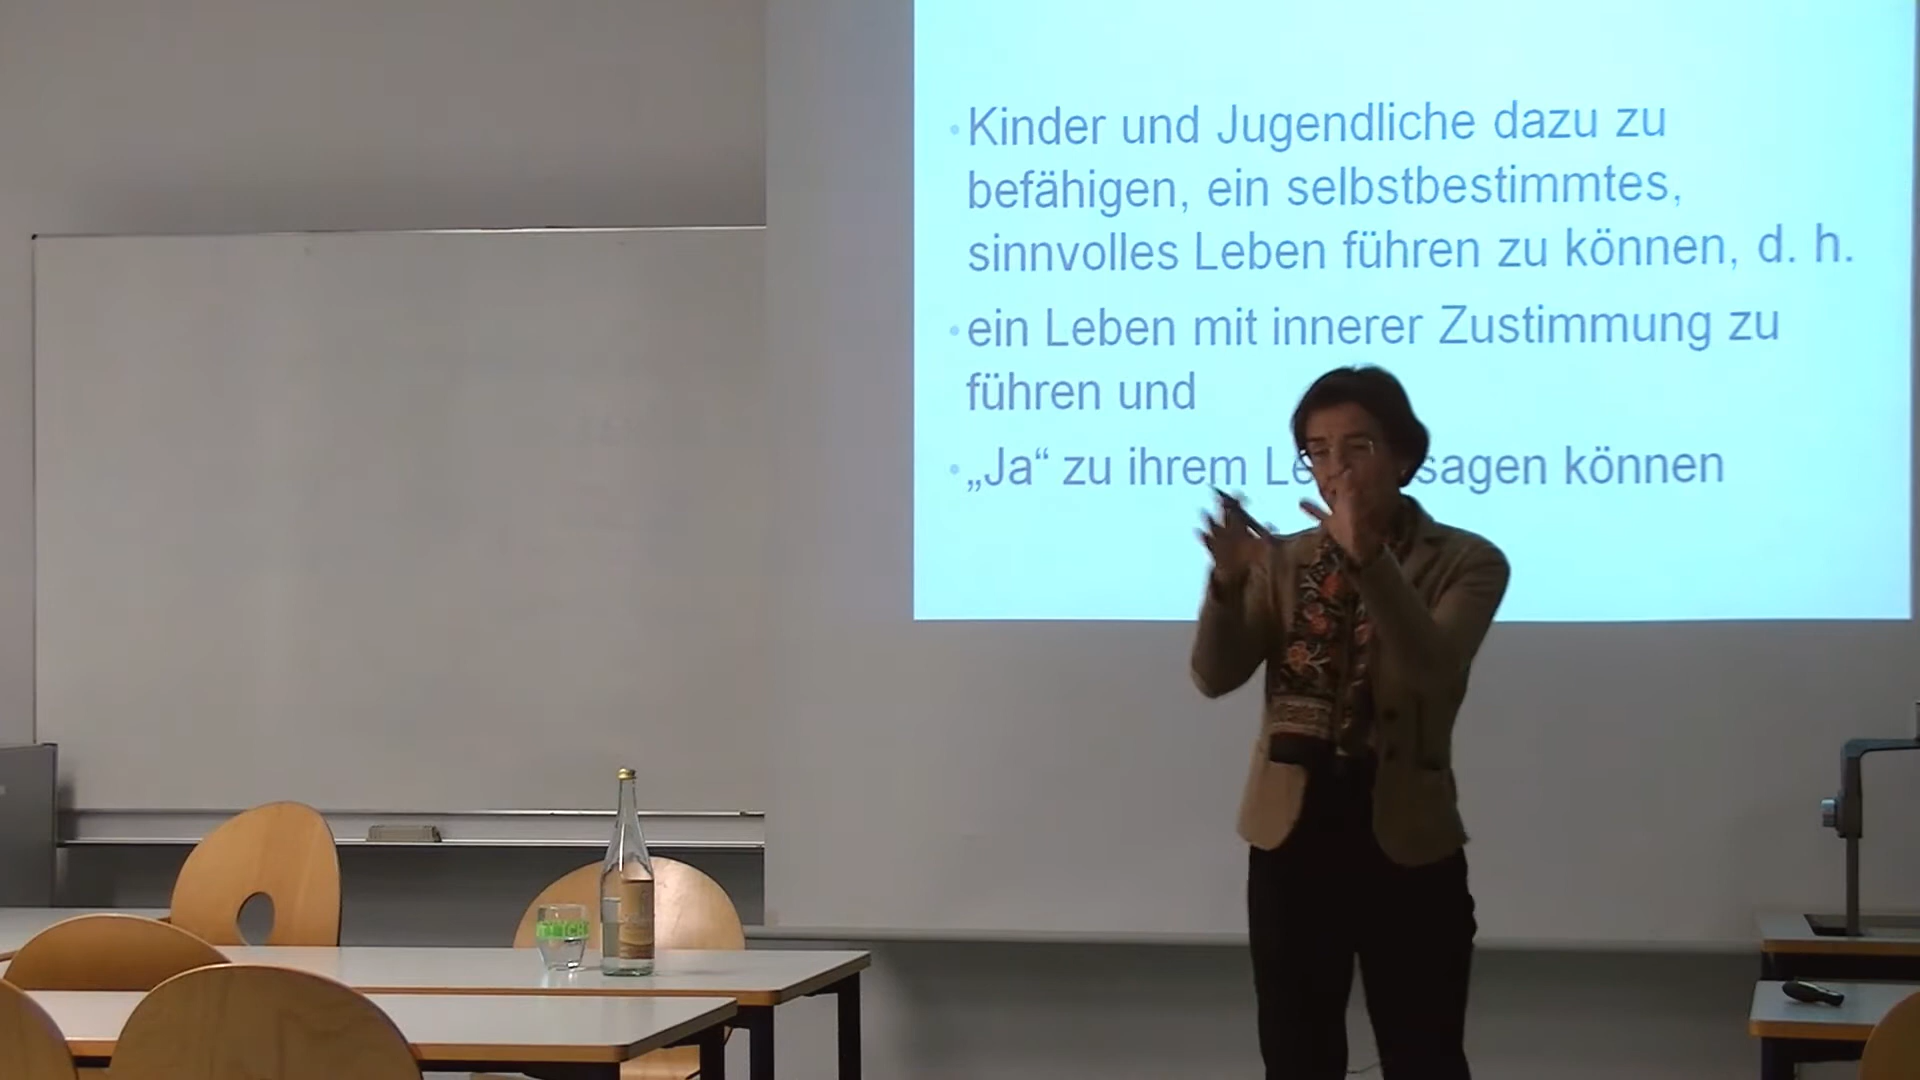 Kinder und Jugendliche dazu zu
befähigen, ein selbstbestimmtes,
sinnvolles Leben führen zu können, d. h.
ein Leben mit innerer Zustimmung zu
führen und
„Ja“ zu ihrem sagen können